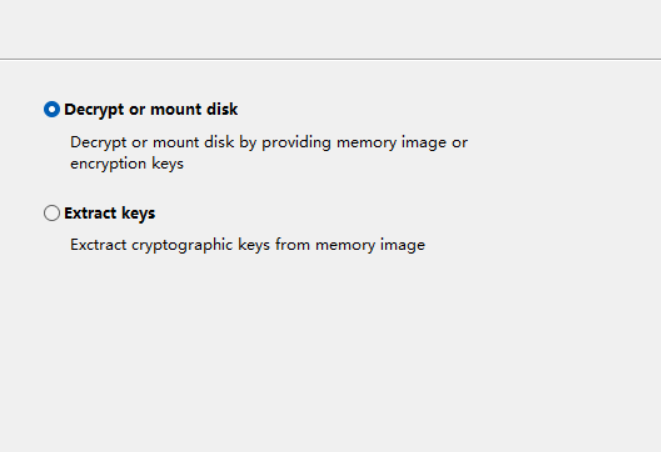 Decrypt or mount disk
Decrypt or mount disk by providing memory image or
encryption keys
Extract keys
Exctract cryptographic keys from memory image